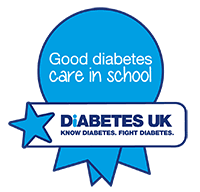 Good diabetes
care in school
DiABETES UK
KNOW DIABETES. FIGHT DIABETES.